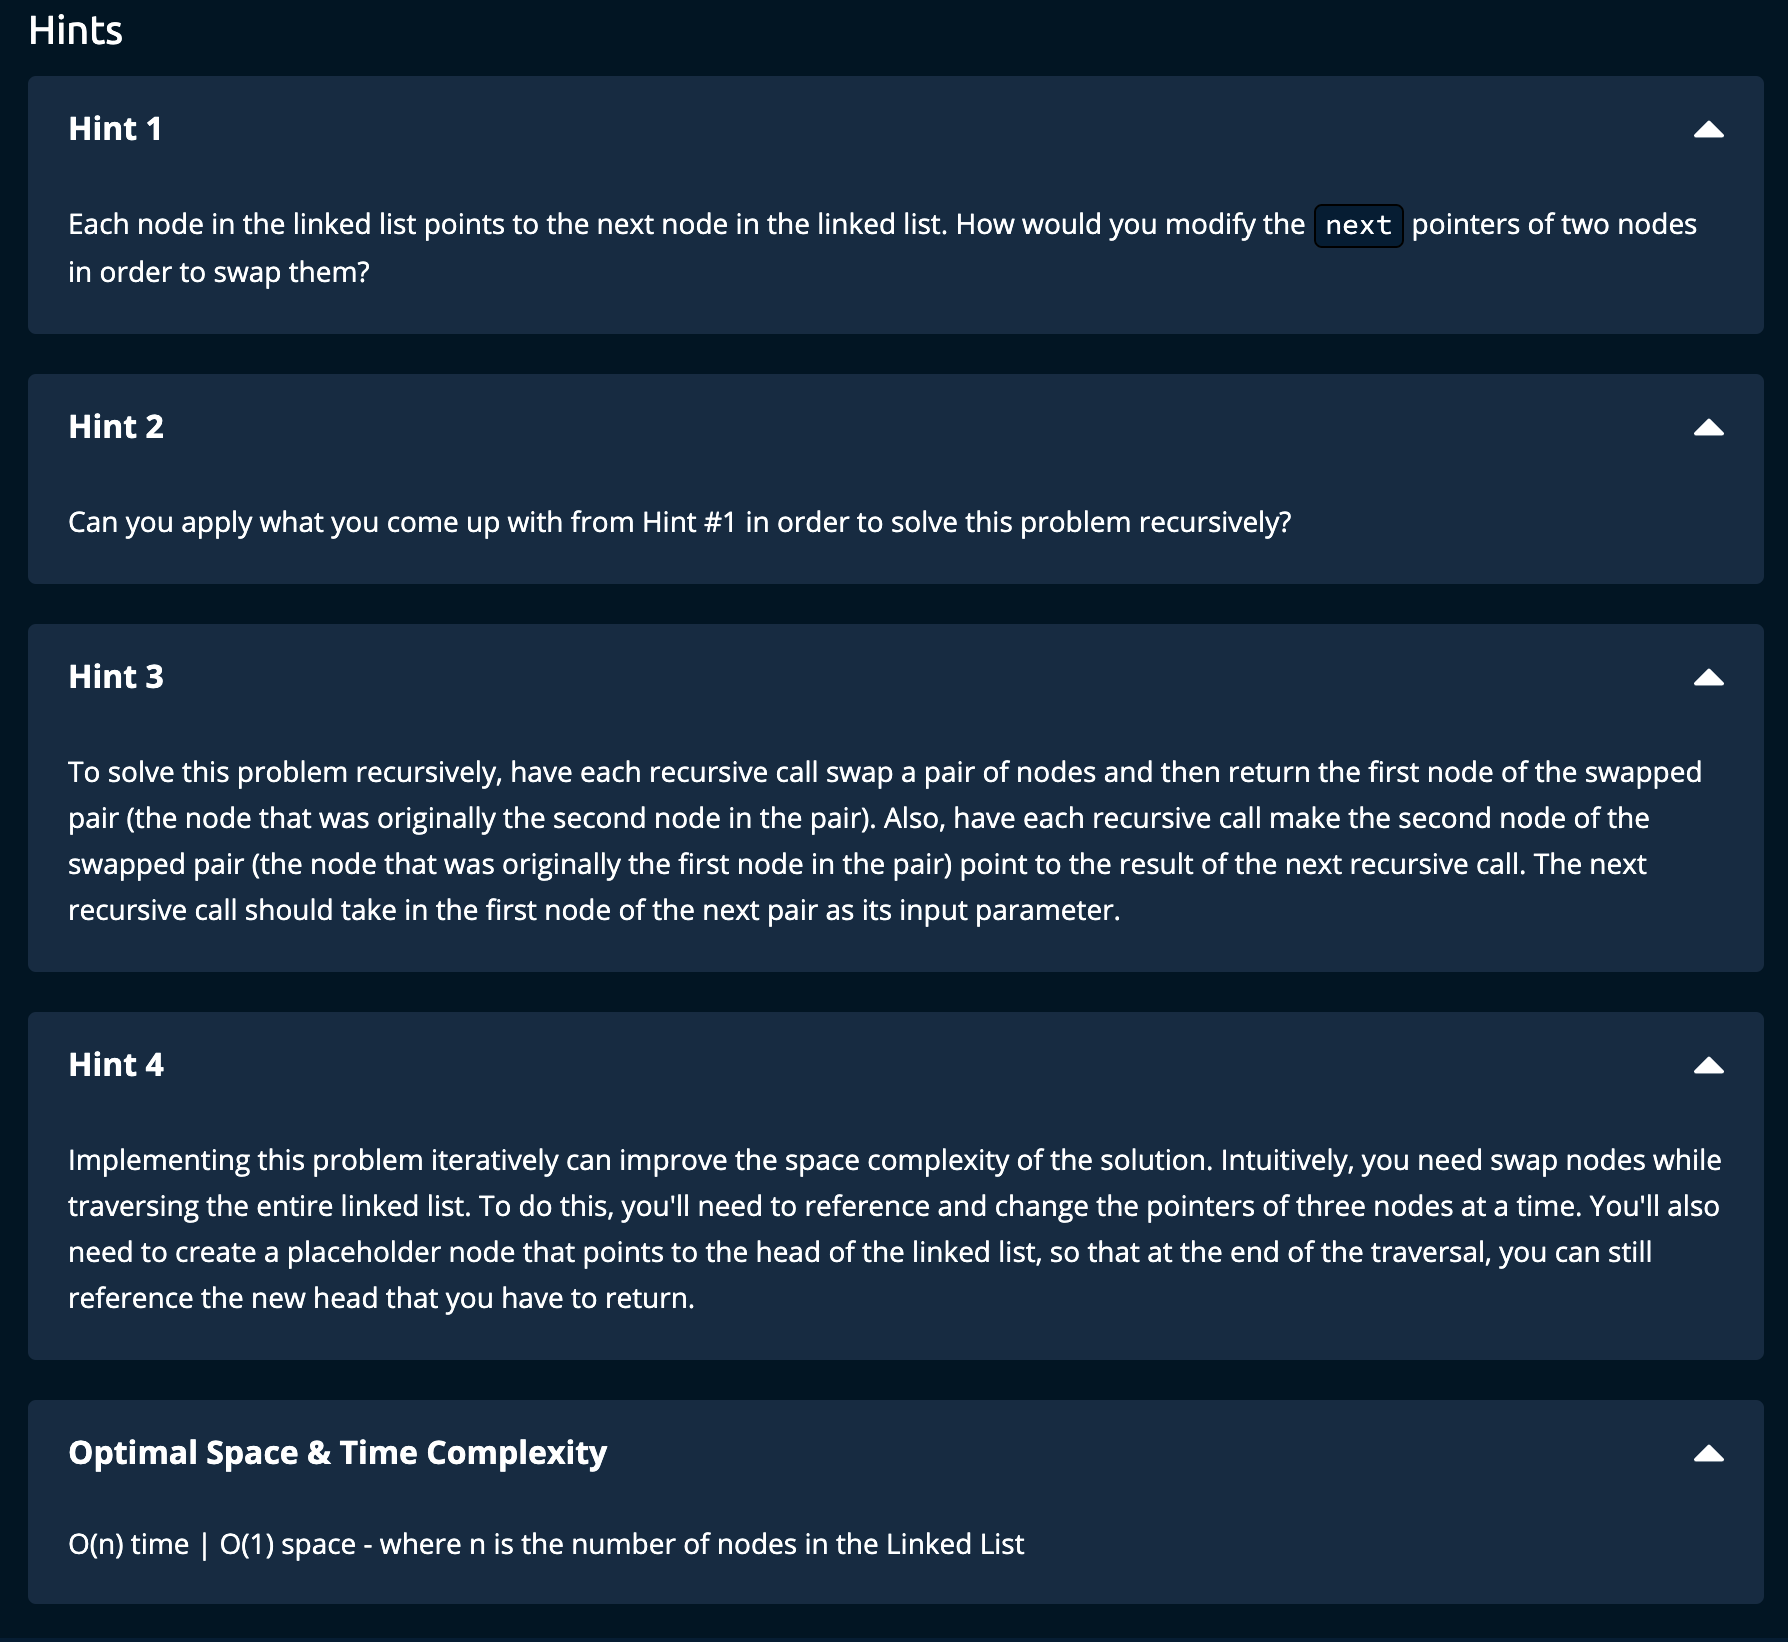 Hints
Hint 1
Each node in the linked list points to the next node in the linked list. How would you modify the next pointers of two nodes
in order to swap them?
Hint 2
Can you apply what you come up with from Hint #1 in order to solve this problem recursively?
Hint 3
To solve this problem recursively, have each recursive call swap a pair of nodes and then return the first node of the swapped
pair (the node that was originally the second node in the pair). Also, have each recursive call make the second node of the
swapped pair (the node that was originally the first node in the pair) point to the result of the next recursive call. The next
recursive call should take in the first node of the next pair as its input parameter.
Hint 4
Implementing this problem iteratively can improve the space complexity of the solution. Intuitively, you need swap nodes while
traversing the entire linked list. To do this, you'll need to reference and change the pointers of three nodes at a time. You'll also
need to create a placeholder node that points to the head of the linked list, so that at the end of the traversal, you can still
reference the new head that you have to return.
Optimal Space & Time Complexity
O(n) time | O(1) space - where n is the number of nodes in the Linked List